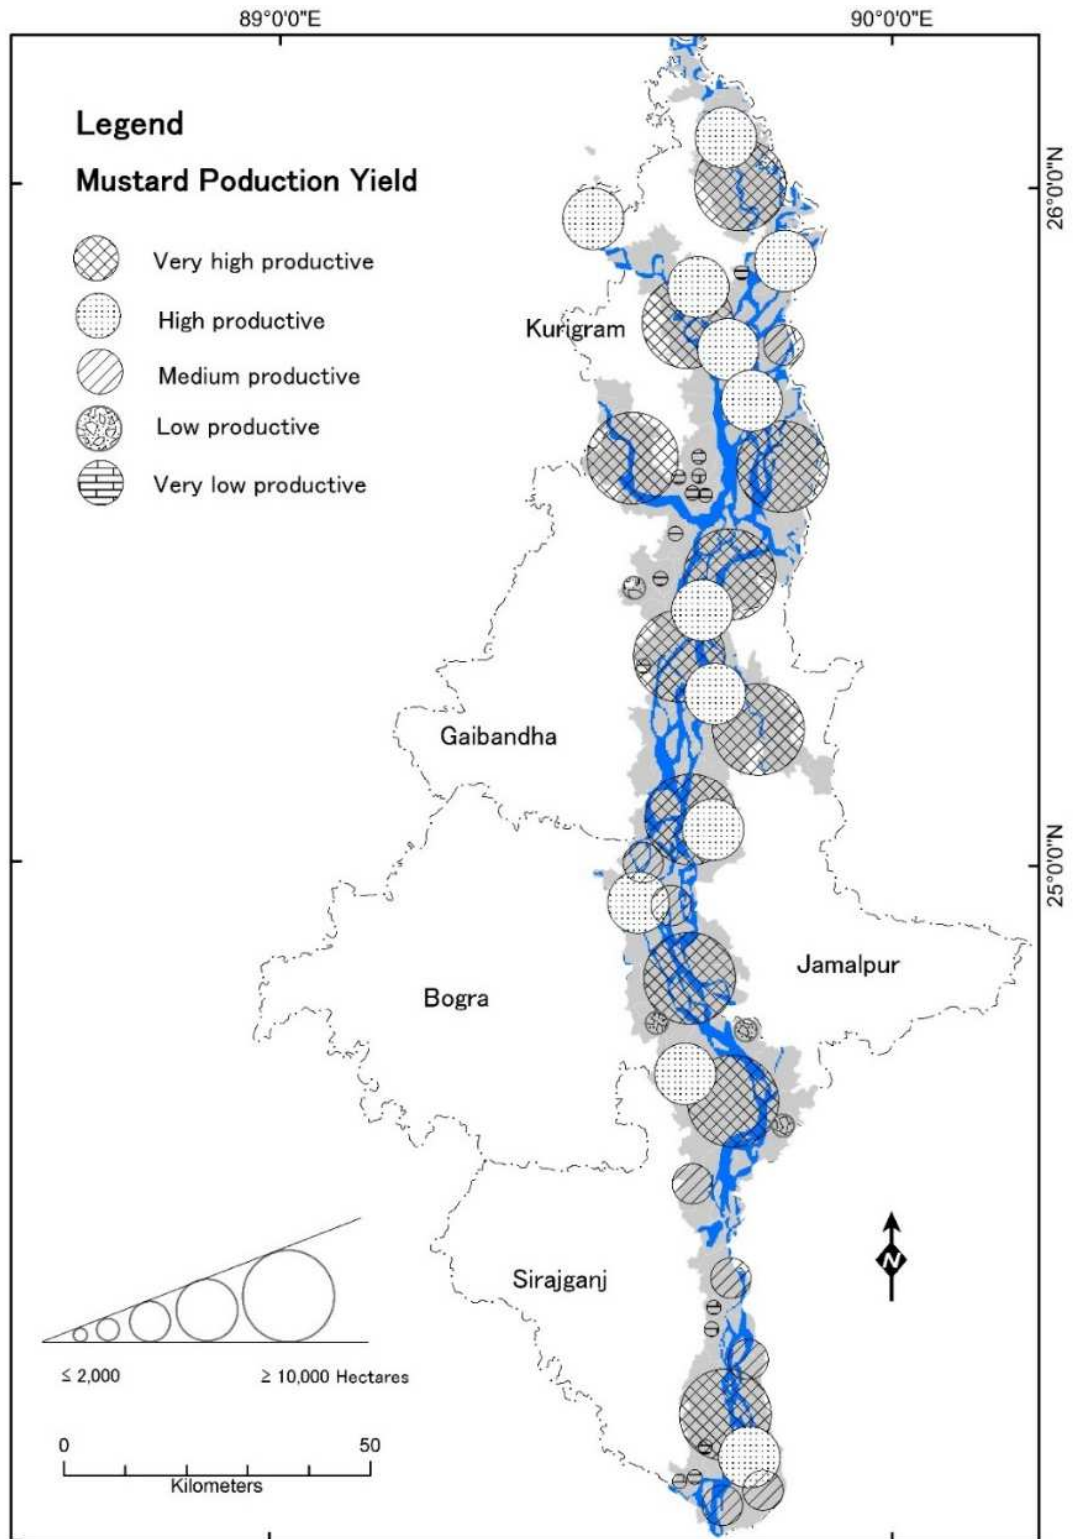 89°0'0"E 90°0'0"E
Legend
Mustard Poduction Yield
26°0'0"N
Very high productive
High productive
Kurigram
Medium productive
Low productive
Very low productive
Gaibandha
25°0'0"N
Jamalpur
Bogra
N
Sirajganj
≤ 2,000 ≥ 10,000 Hectares
0 50
Kilometers